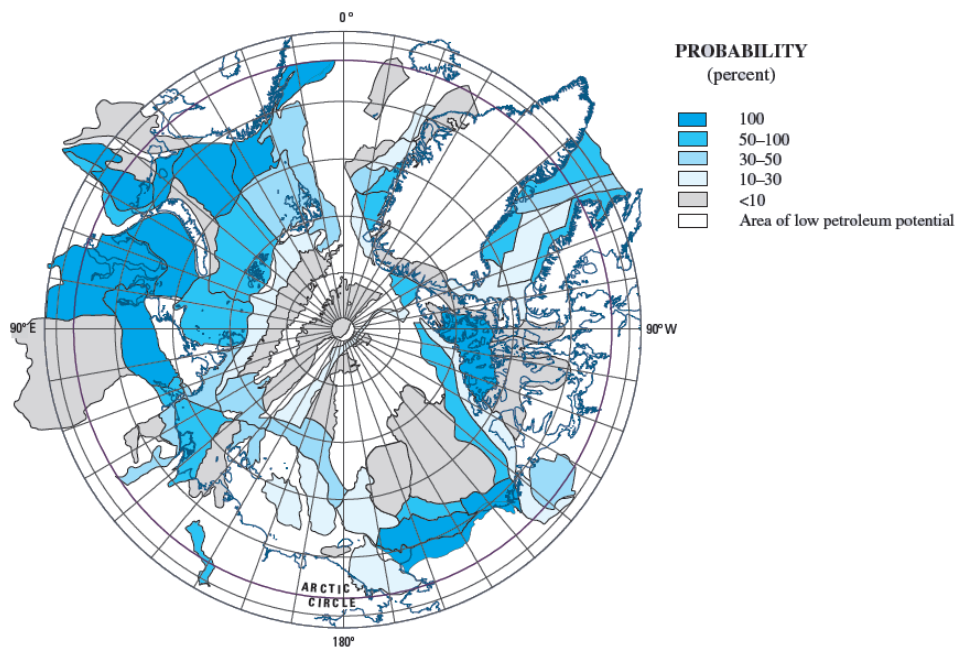 0°
PROBABILITY
(percent)
100
50–100
30–50
10–30
<10
Area of low petroleum potential
90° E
90° W
ARCTIC
CIRCLE
180°